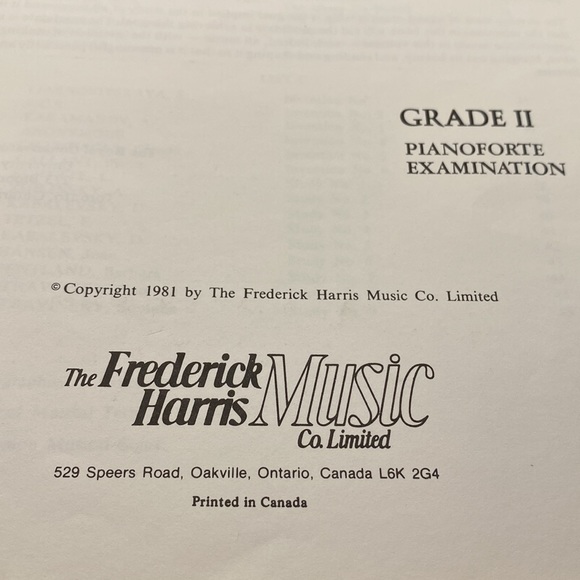 GRADE II
PIANOFORTE
EXAMINATION
© Copyright 1981 by The Frederick Harris Music Co. Limited
The Frederick
Harris Music
Co. Limited
529 Speers Road, Oakville, Ontario, Canada L6K 2G4
Printed in Canada